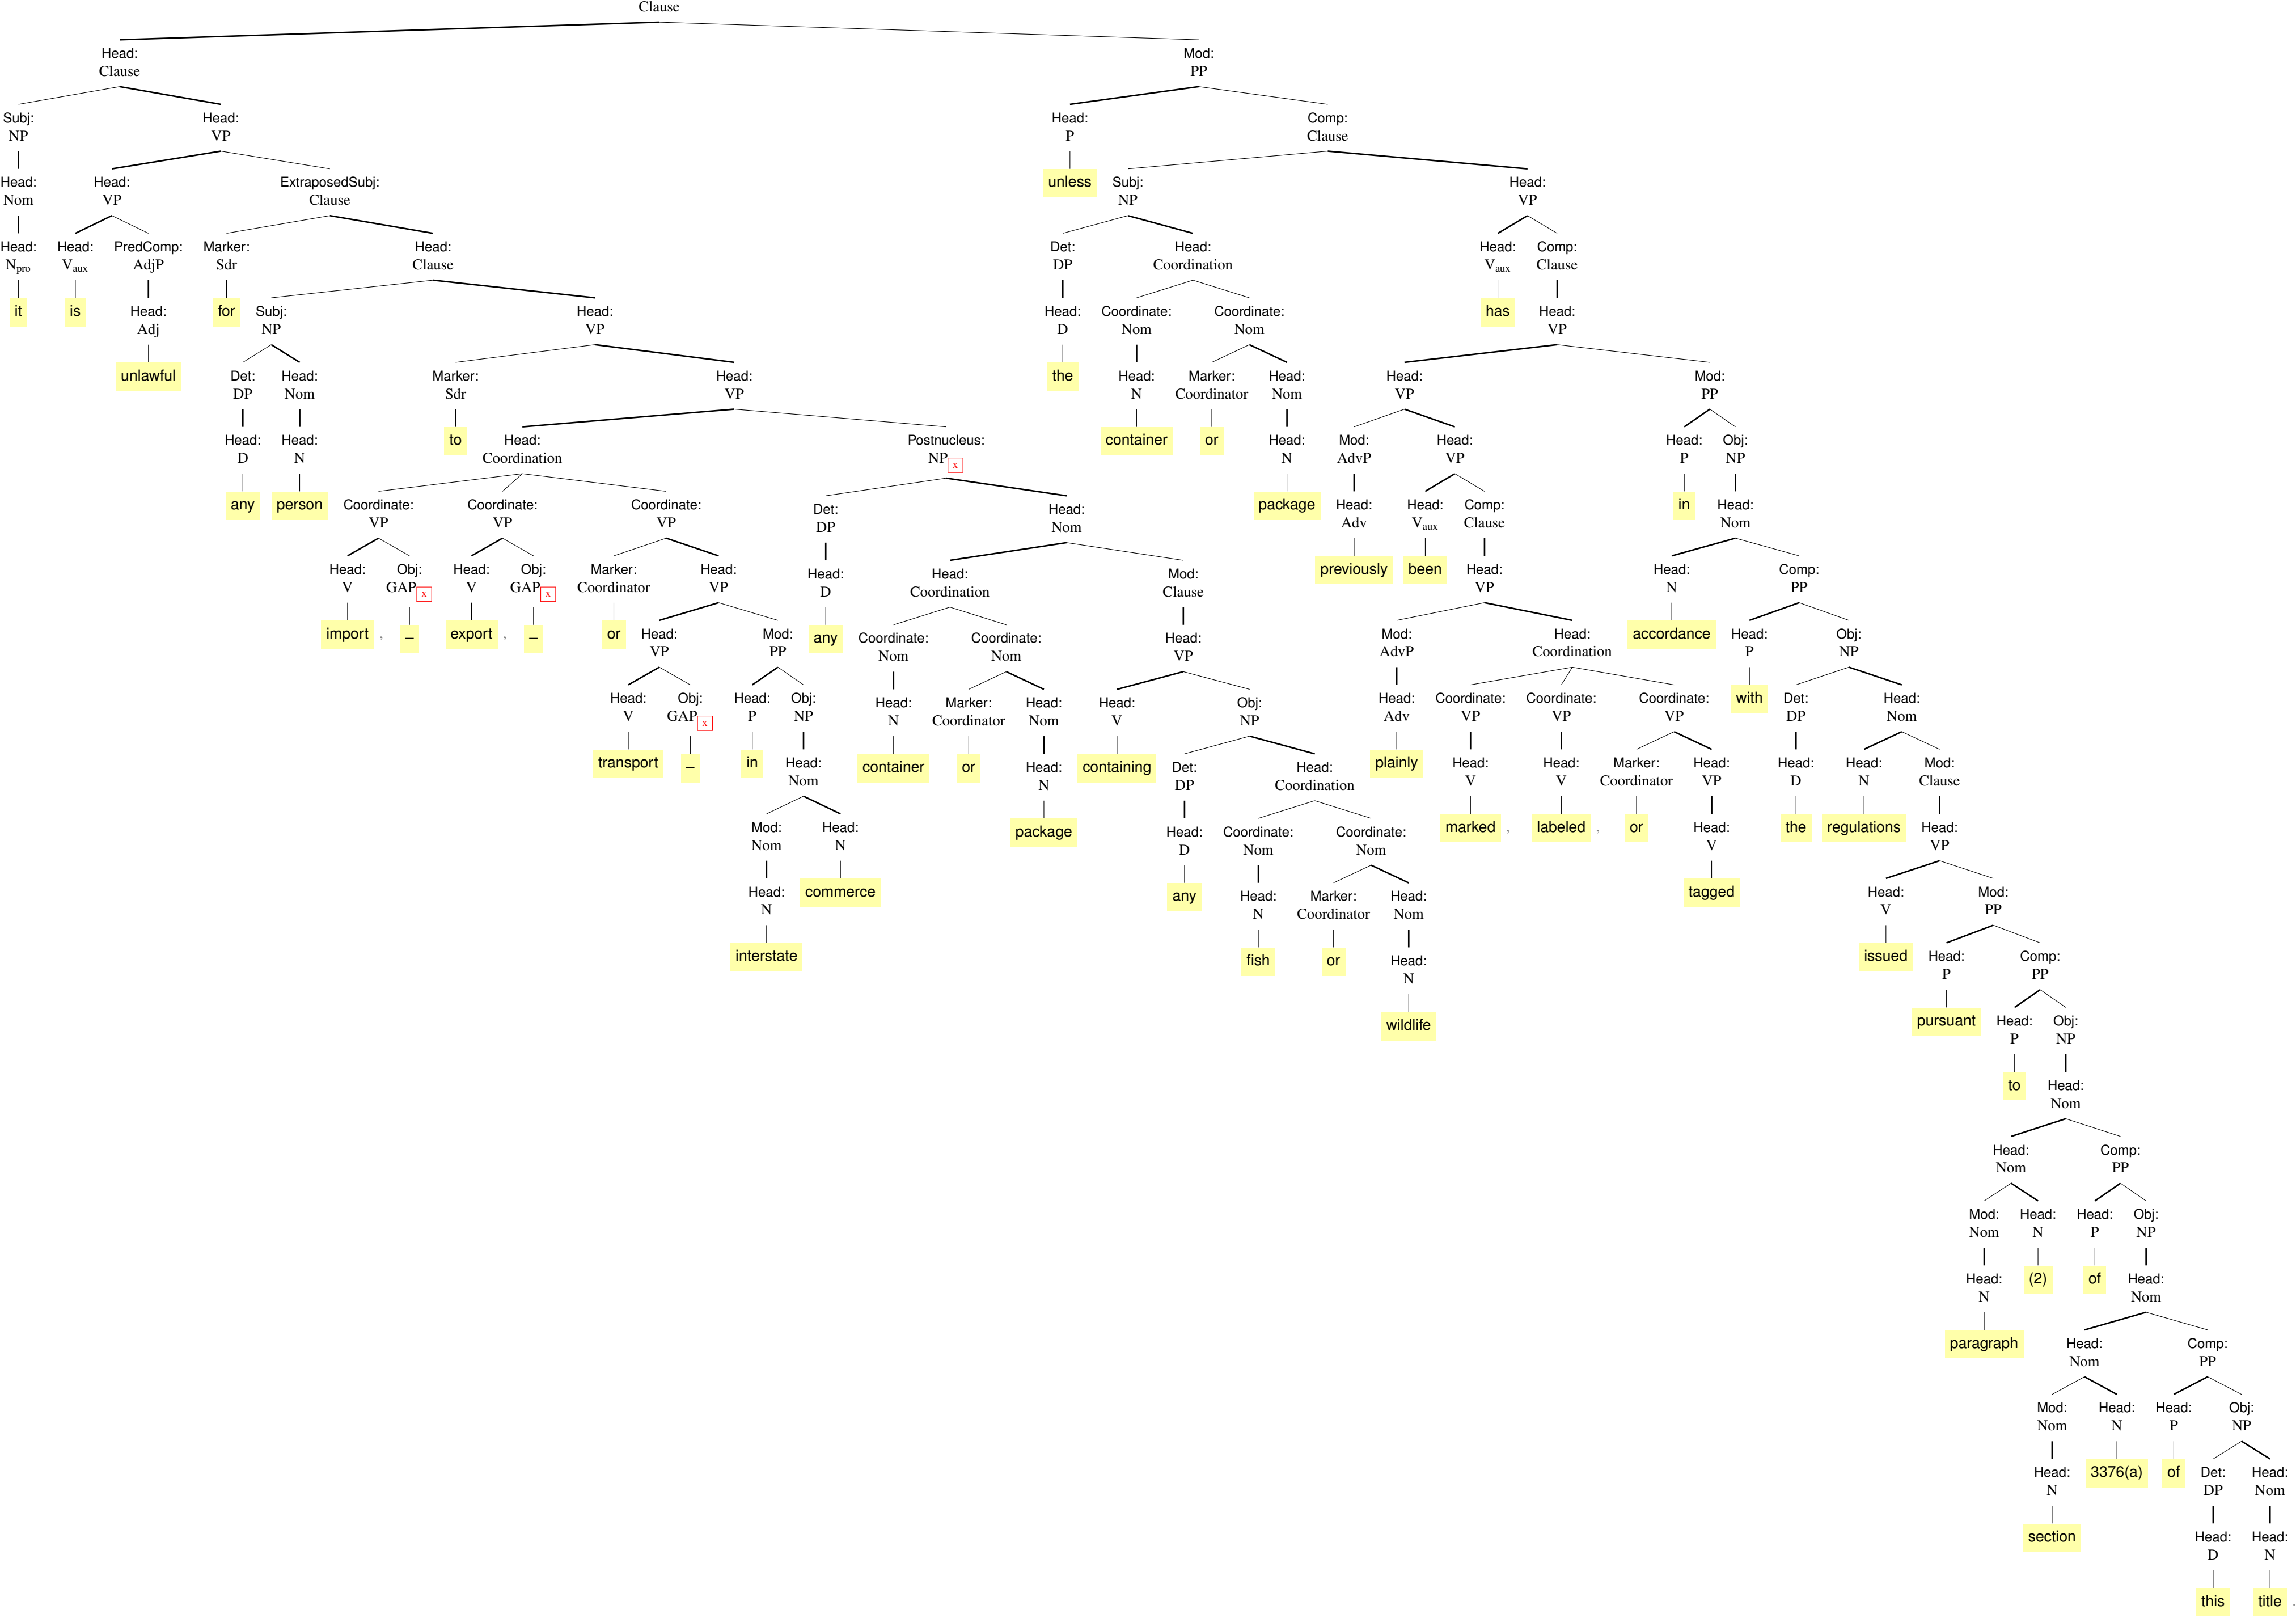 Clause
Head: Mod:
Clause PP
Subj: Head: Head: Comp:
NP VP P Clause
Head: Head: ExtraposedSubj: unless Subj: Head:
Nom VP Clause NP VP
Head: Head: PredComp: Marker: Head: Det: Head: Head: Comp:
Npro Vaux AdjP Sdr Clause DP Coordination Vaux Clause
it is Head: for Subj: Head: Head: Coordinate: Coordinate: has Head:
Adj NP VP D Nom Nom VP
unlawful Det: Head: Marker: Head: the Head: Marker: Head: Head: Mod:
DP Nom Sdr VP N Coordinator Nom VP PP
Head: Head: to Head: Postnucleus: container or Head: Mod: Head: Head: Obj:
D N Coordination NP x N AdvP VP P NP
any person Coordinate: Coordinate: Coordinate: Det: Head: package Head: Head: Comp: in Head:
VP VP VP DP Nom Adv Vaux Clause Nom
Head: Obj: Head: Obj: Marker: Head: Head: Head: Mod: previously been Head: Head: Comp:
V GAP x V GAP x Coordinator VP D Coordination Clause VP N PP
import , – export , – or Head: Mod: any Coordinate: Coordinate: Head: Mod: Head: accordance Head: Obj:
VP PP Nom Nom VP AdvP Coordination P NP
Head: Obj: Head: Obj: Head: Marker: Head: Head: Obj: Head: Coordinate: Coordinate: Coordinate: with Det: Head:
V GAP x P NP N Coordinator Nom V NP Adv VP VP VP DP Nom
transport – in Head: container or Head: containing Det: Head: plainly Head: Head: Marker: Head: Head: Head: Mod:
Nom N DP Coordination V V Coordinator VP D N Clause
Mod: Head: package Head: Coordinate: Coordinate: marked , labeled , or Head: the regulations Head:
Nom N D Nom Nom V VP
Head: commerce any Head: Marker: Head: tagged Head: Mod:
N N Coordinator Nom V PP
interstate fish or Head: issued Head: Comp:
N P PP
wildlife pursuant Head: Obj:
P NP
to Head:
Nom
Head: Comp:
Nom PP
Mod: Head: Head: Obj:
Nom N P NP
Head: (2) of Head:
N Nom
paragraph Head: Comp:
Nom PP
Mod: Head: Head: Obj:
Nom N P NP
Head: 3376(a) of Det: Head:
N DP Nom
section Head: Head:
D N
this title